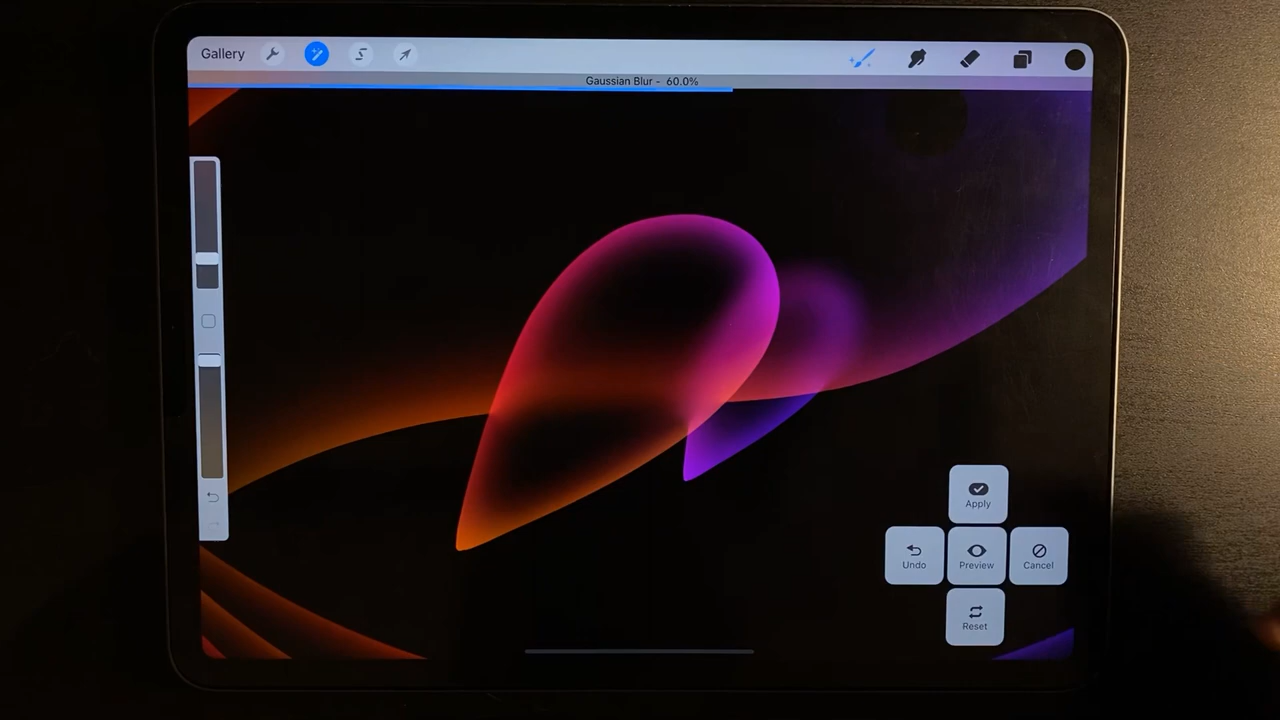 Gallery
Gaussian Blur - 60.0%
Apply
Undo
Preview
Cancel
Reset